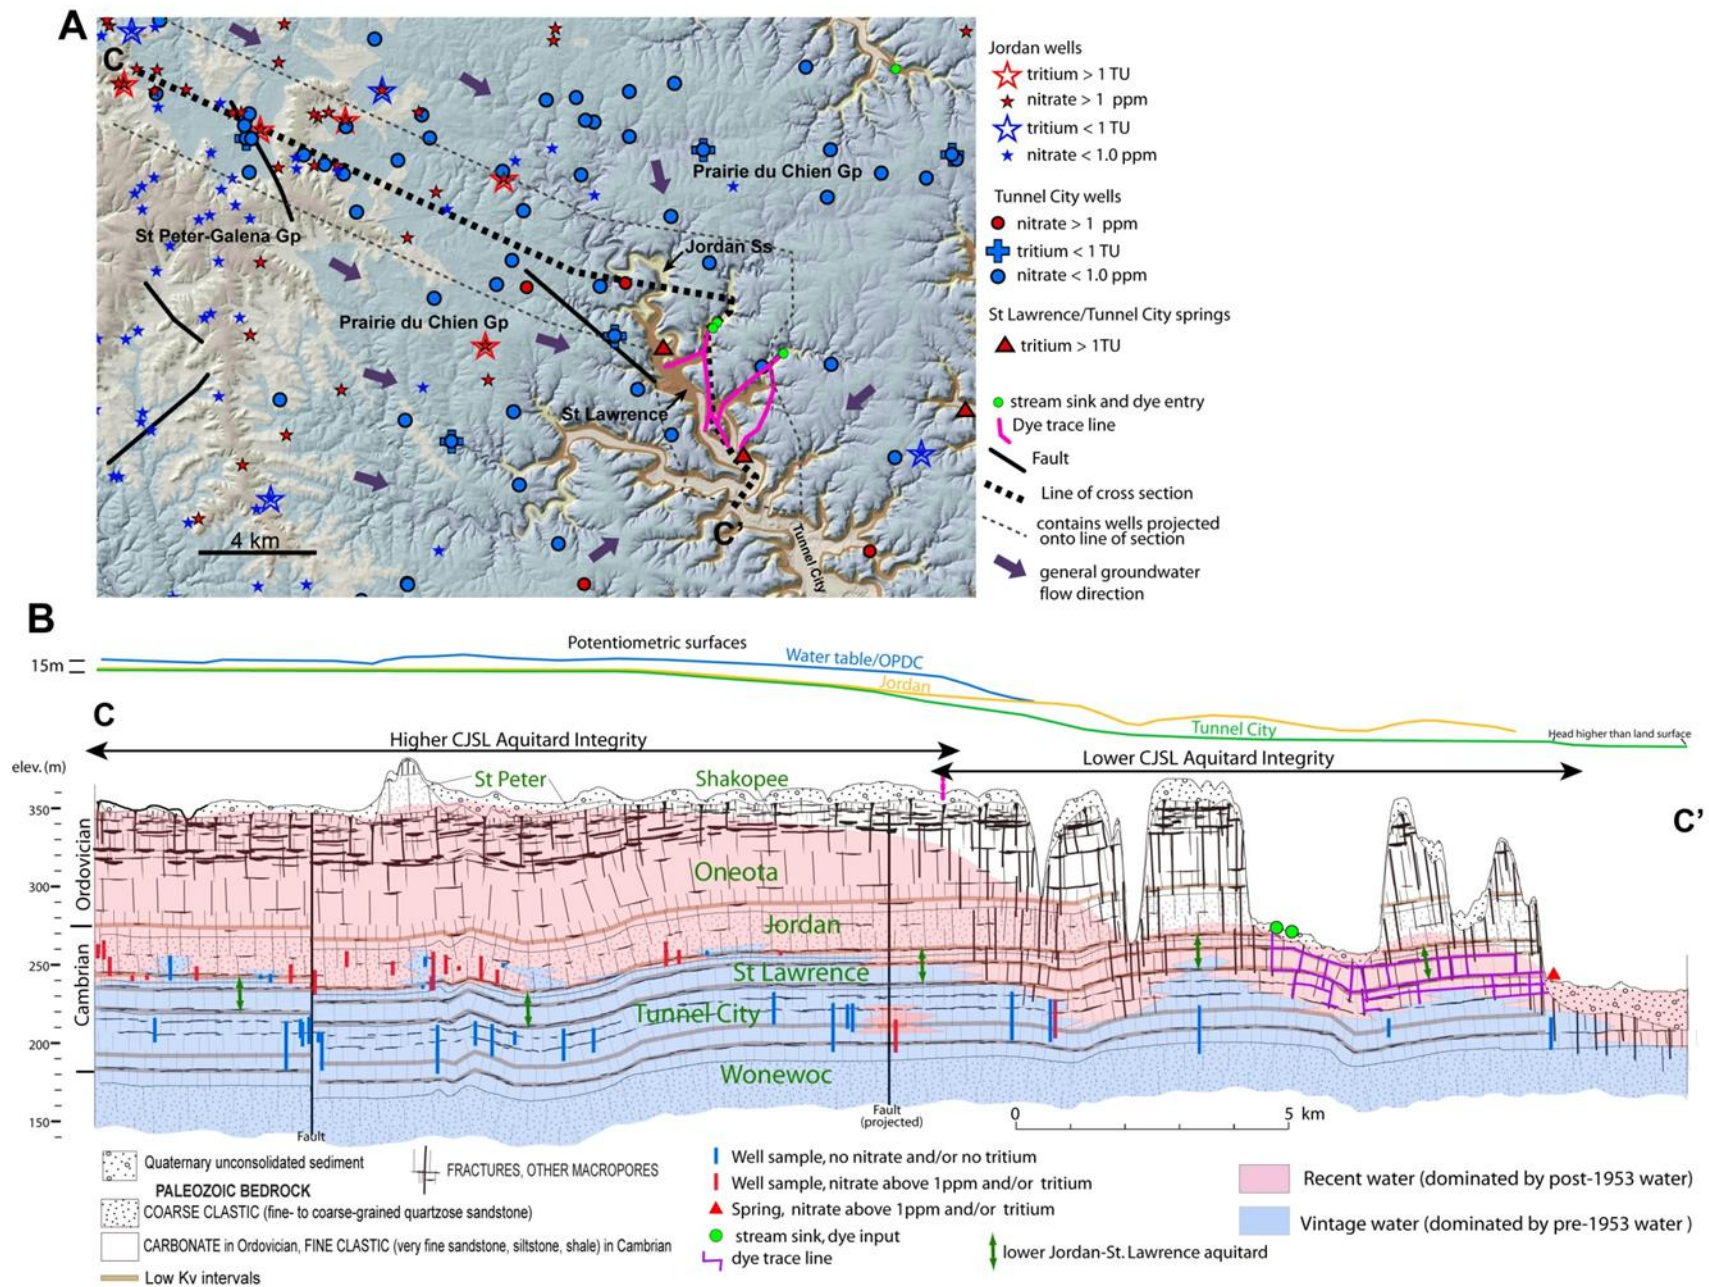 A
C
St Peter-Galena Gp
Prairie du Chien Gp
Jordan Ss
Prairie du Chien Gp
St Lawrence
4 km
C'
Tunnel City
Jordan wells
tritium > 1 TU
nitrate > 1 ppm
tritium < 1 TU
nitrate < 1.0 ppm
Tunnel City wells
nitrate > 1 ppm
tritium < 1 TU
nitrate < 1.0 ppm
St Lawrence/Tunnel City springs
tritium > 1TU
stream sink and dye entry
Dye trace line
Fault
Line of cross section
contains wells projected
onto line of section
general groundwater
flow direction
B
Potentiometric surfaces
15m
Water table/OPDC
Jordan
Tunnel City
Head higher than land surface
C
Higher CJSL Aquitard Integrity
Lower CJSL Aquitard Integrity
elev. (m)
St Peter
Shakopee
C'
350
300
250
200
150
Ordovician
Cambrian
Oneota
Jordan
St Lawrence
Tunnel City
Wonewoc
Fault
Fault
(projected)
0 5 km
Quaternary unconsolidated sediment
FRACTURES, OTHER MACROPORES
PALEOZOIC BEDROCK
COARSE CLASTIC (fine- to coarse-grained quartzose sandstone)
CARBONATE in Ordovician, FINE CLASTIC (very fine sandstone, siltstone, shale) in Cambrian
Low Kv intervals
Well sample, no nitrate and/or no tritium
Well sample, nitrate above 1ppm and/or tritium
Spring, nitrate above 1ppm and/or tritium
stream sink, dye input
dye trace line
lower Jordan-St. Lawrence aquitard
Recent water (dominated by post-1953 water)
Vintage water (dominated by pre-1953 water )